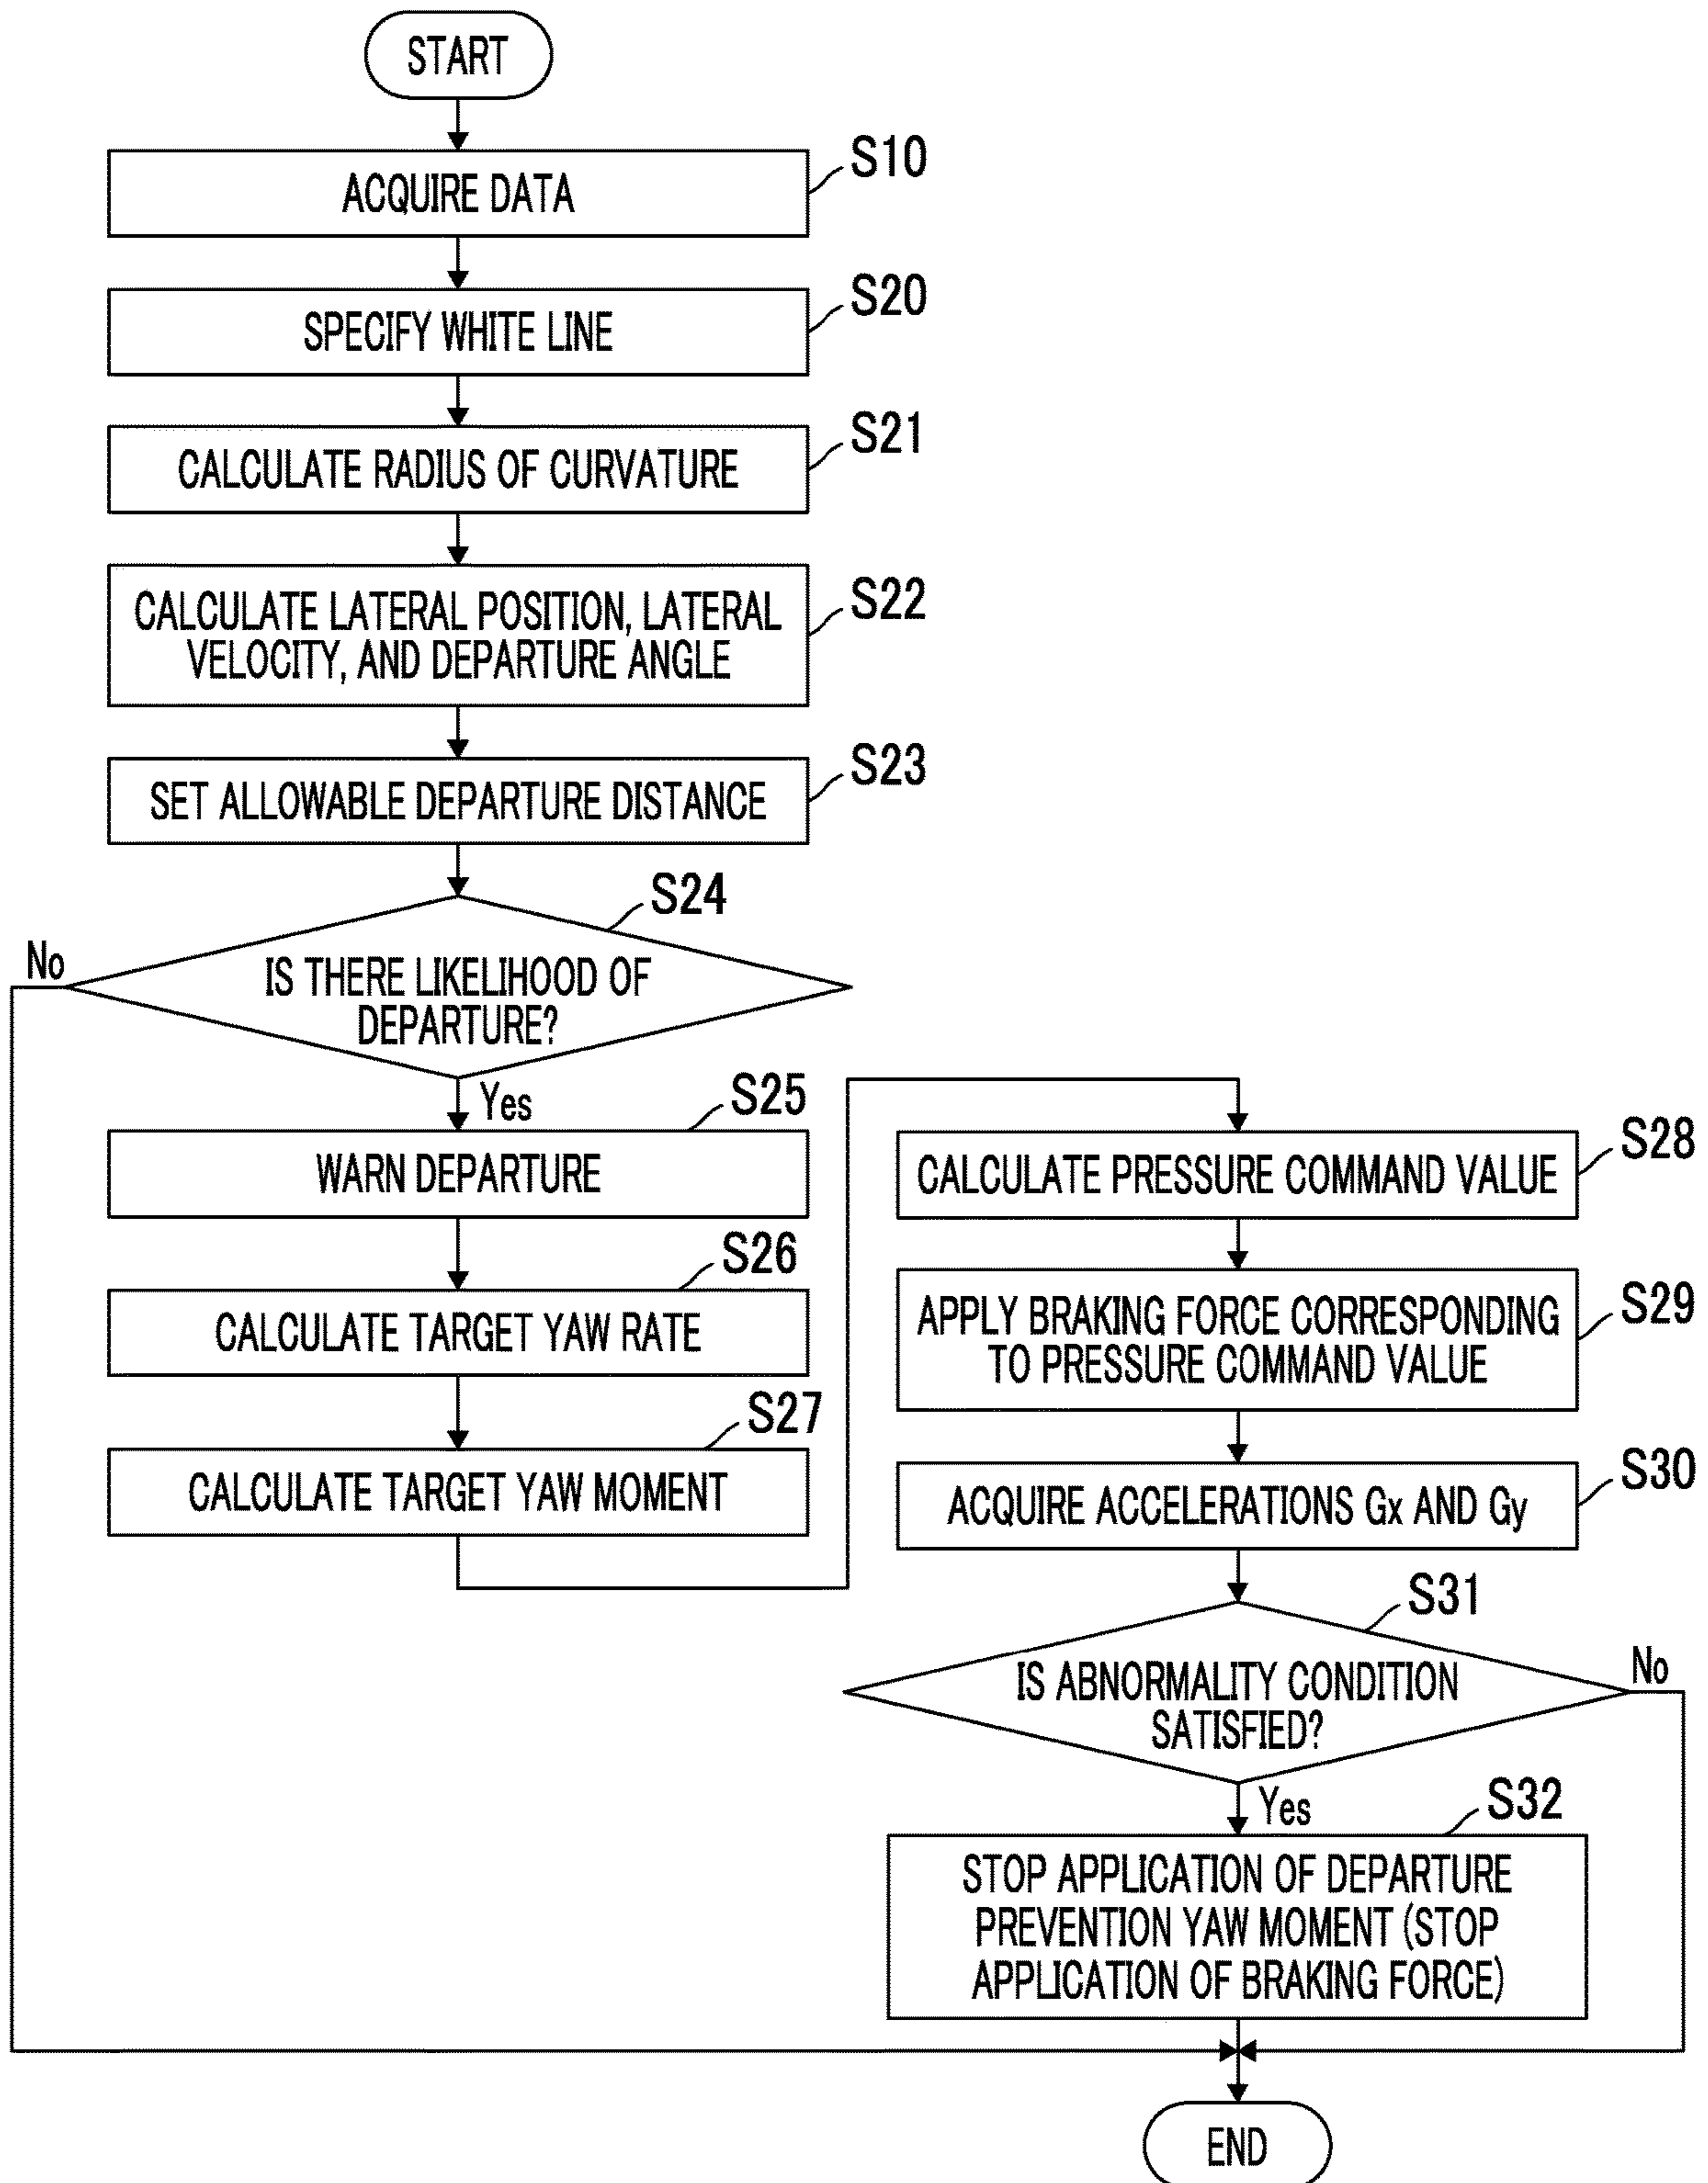 START
S10
ACQUIRE DATA
S20
SPECIFY WHITE LINE
S21
CALCULATE RADIUS OF CURVATURE
S22
CALCULATE LATERAL POSITION, LATERAL
VELOCITY, AND DEPARTURE ANGLE
S23
SET ALLOWABLE DEPARTURE DISTANCE
S24
No
IS THERE LIKELIHOOD OF
DEPARTURE?
Yes
S25
WARN DEPARTURE
S26
CALCULATE TARGET YAW RATE
S27
CALCULATE TARGET YAW MOMENT
S28
CALCULATE PRESSURE COMMAND VALUE
S29
APPLY BRAKING FORCE CORRESPONDING
TO PRESSURE COMMAND VALUE
S30
ACQUIRE ACCELERATIONS Gx AND Gy
S31
No
IS ABNORMALITY CONDITION
SATISFIED?
Yes
S32
STOP APPLICATION OF DEPARTURE
PREVENTION YAW MOMENT (STOP
APPLICATION OF BRAKING FORCE)
END